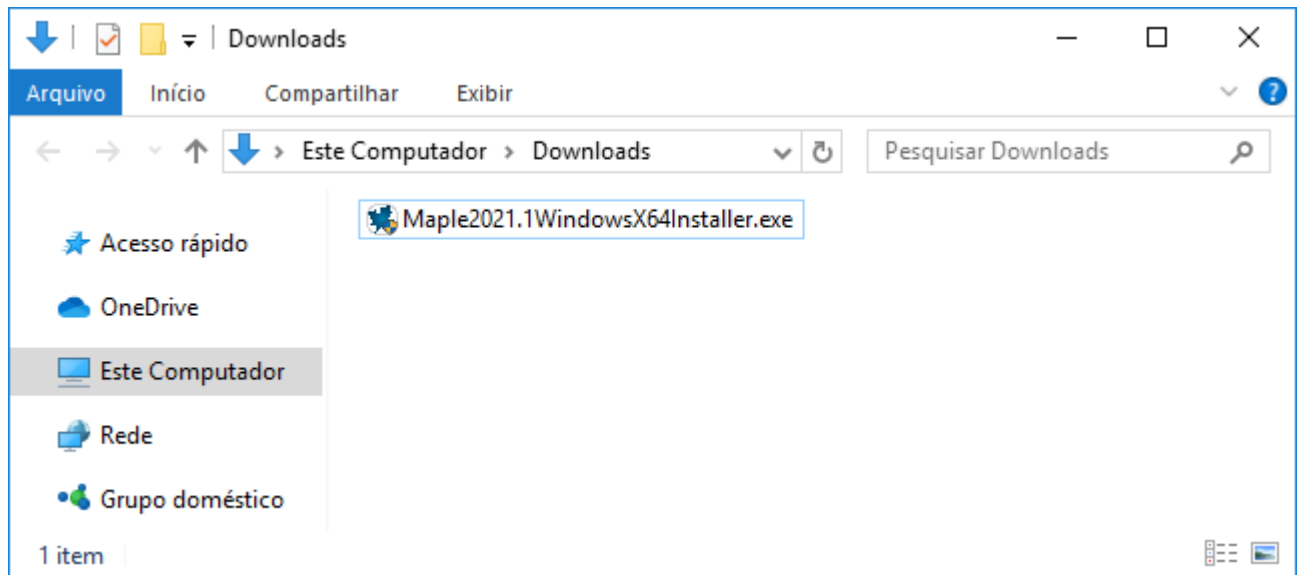 Downloads
Arquivo Início Compartilhar Exibir
Este Computador > Downloads Pesquisar Downloads
Maple2021.1WindowsX64Installer.exe
Acesso rápido
OneDrive
Este Computador
Rede
Grupo doméstico
1 item